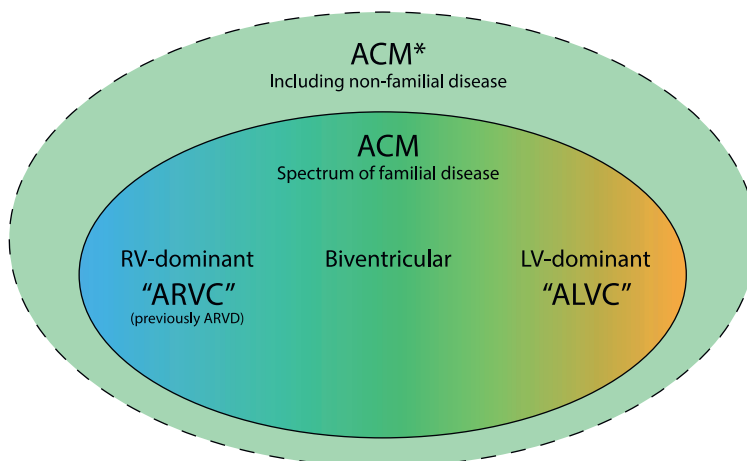 ACM*
Including non-familial disease
ACM
Spectrum of familial disease
RV-dominant
“ARVC”
(previously ARVD)
Biventricular
LV-dominant
“ALVC”